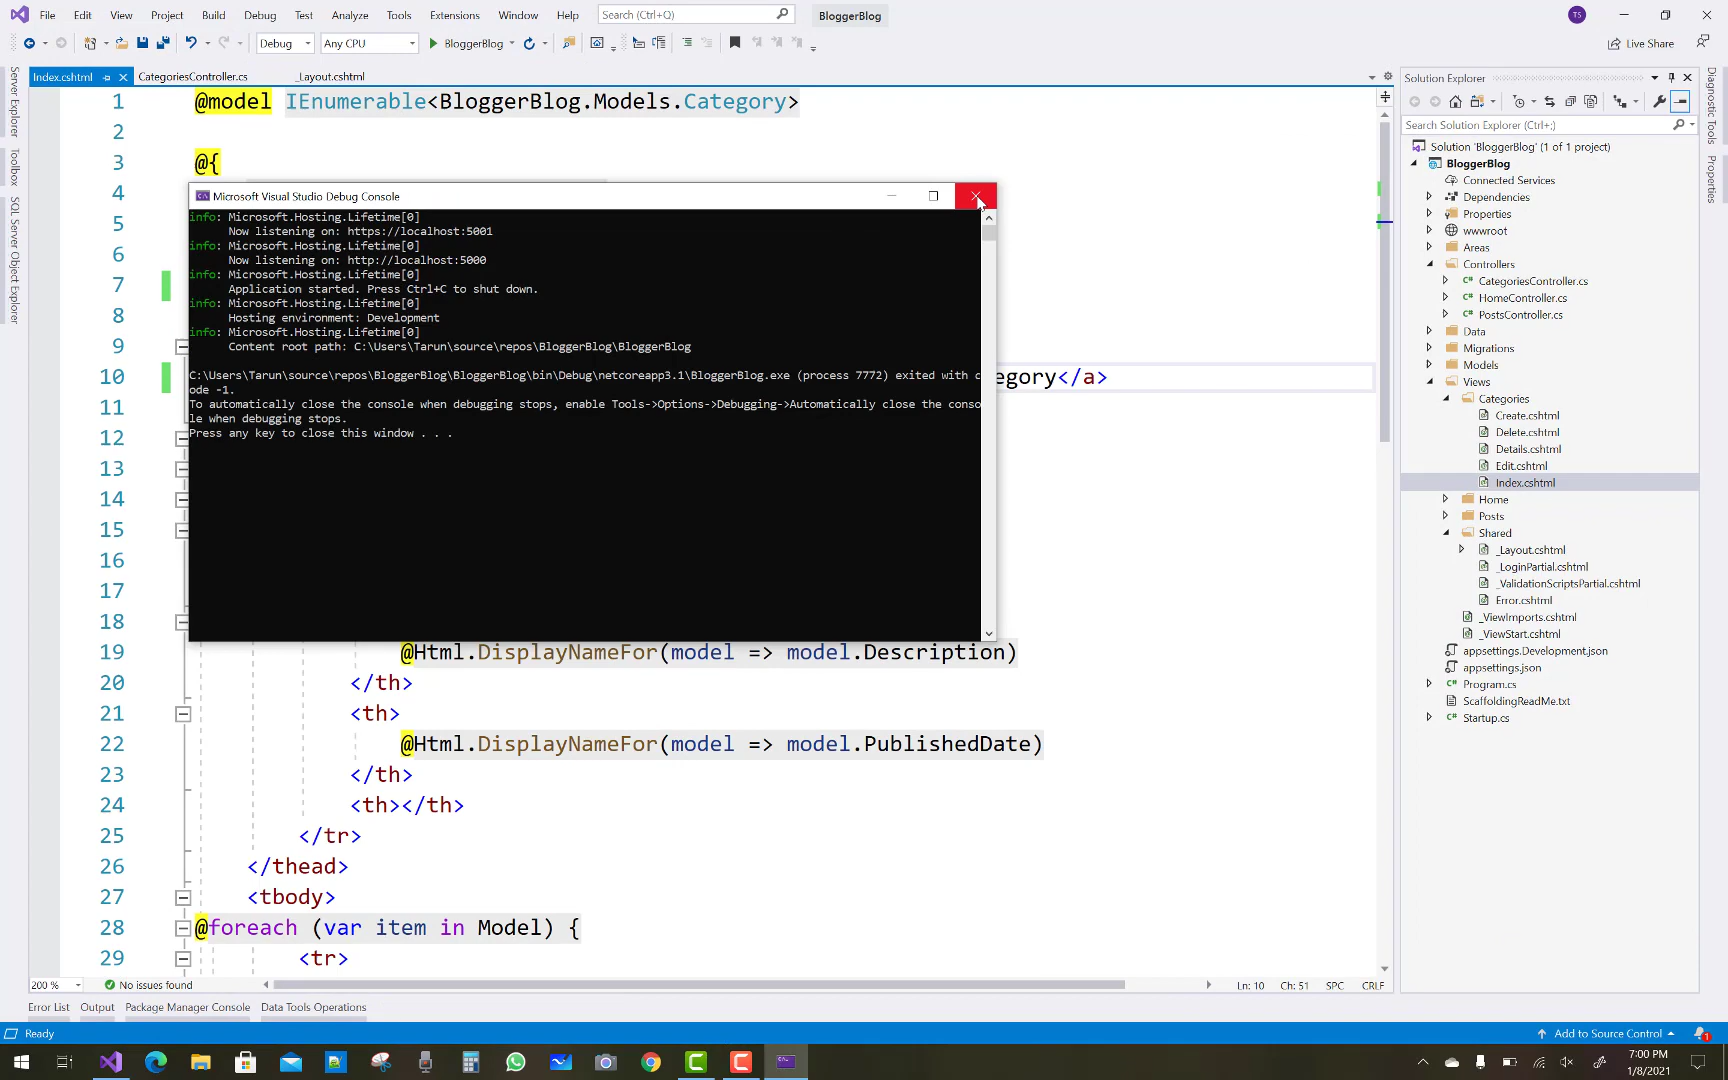 File Edit View Project Build Debug Test Analyze Tools Extensions Window Help Search (Ctrl+Q) BloggerBlog TS
Debug Any CPU BloggerBlog Live Share
Index.cshtml CategoriesController.cs _Layout.cshtml
Server Explorer
Toolbox
SQL Server Object Explorer
1 @model IEnumerable<BloggerBlog.Models.Category>
2
3 @{
4
5
6
7
8
9
10 egory</a>
11
12
13
14
15
16
17
18
19 @Html.DisplayNameFor(model => model.Description)
20 </th>
21 <th>
22 @Html.DisplayNameFor(model => model.PublishedDate)
23 </th>
24 <th></th>
25 </tr>
26 </thead>
27 <tbody>
28 @foreach (var item in Model) {
29 <tr>
Microsoft Visual Studio Debug Console
info: Microsoft.Hosting.Lifetime[0]
Now listening on: https://localhost:5001
info: Microsoft.Hosting.Lifetime[0]
Now listening on: http://localhost:5000
info: Microsoft.Hosting.Lifetime[0]
Application started. Press Ctrl+C to shut down.
info: Microsoft.Hosting.Lifetime[0]
Hosting environment: Development
info: Microsoft.Hosting.Lifetime[0]
Content root path: C:\Users\Tarun\source\repos\BloggerBlog\BloggerBlog
C:\Users\Tarun\source\repos\BloggerBlog\BloggerBlog\bin\Debug\netcoreapp3.1\BloggerBlog.exe (process 7772) exited with c
ode -1.
To automatically close the console when debugging stops, enable Tools->Options->Debugging->Automatically close the conso
le when debugging stops.
Press any key to close this window . . .
Solution Explorer
Search Solution Explorer (Ctrl+;)
Solution 'BloggerBlog' (1 of 1 project)
BloggerBlog
Connected Services
Dependencies
Properties
wwwroot
Areas
Controllers
C# CategoriesController.cs
C# HomeController.cs
C# PostsController.cs
Data
Migrations
Models
Views
Categories
Create.cshtml
Delete.cshtml
Details.cshtml
Edit.cshtml
Index.cshtml
Home
Posts
Shared
_Layout.cshtml
_LoginPartial.cshtml
_ValidationScriptsPartial.cshtml
Error.cshtml
_ViewImports.cshtml
_ViewStart.cshtml
appsettings.Development.json
appsettings.json
C# Program.cs
ScaffoldingReadMe.txt
C# Startup.cs
Diagnostic Tools
Properties
200 % No issues found Ln: 10 Ch: 51 SPC CRLF
Error List Output Package Manager Console Data Tools Operations
Ready Add to Source Control 1
7:00 PM
1/8/2021